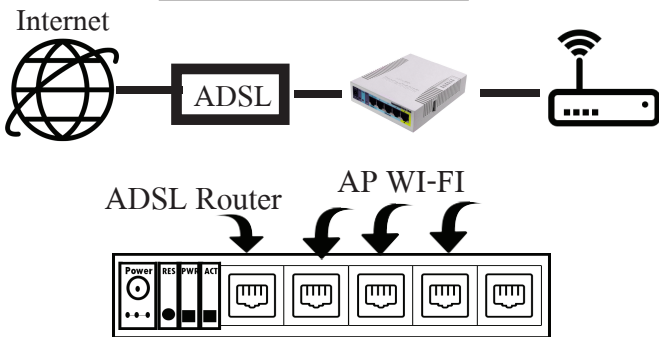 Internet
ADSL
ADSL Router
AP WI-FI
Power
RES
PWR
ACT